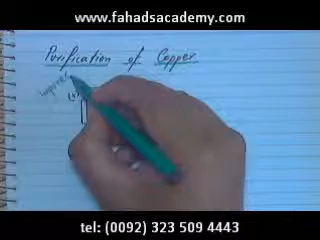 www.fahadsacademy.com
Purification of Copper
(+)
tel: (0092) 323 509 4443